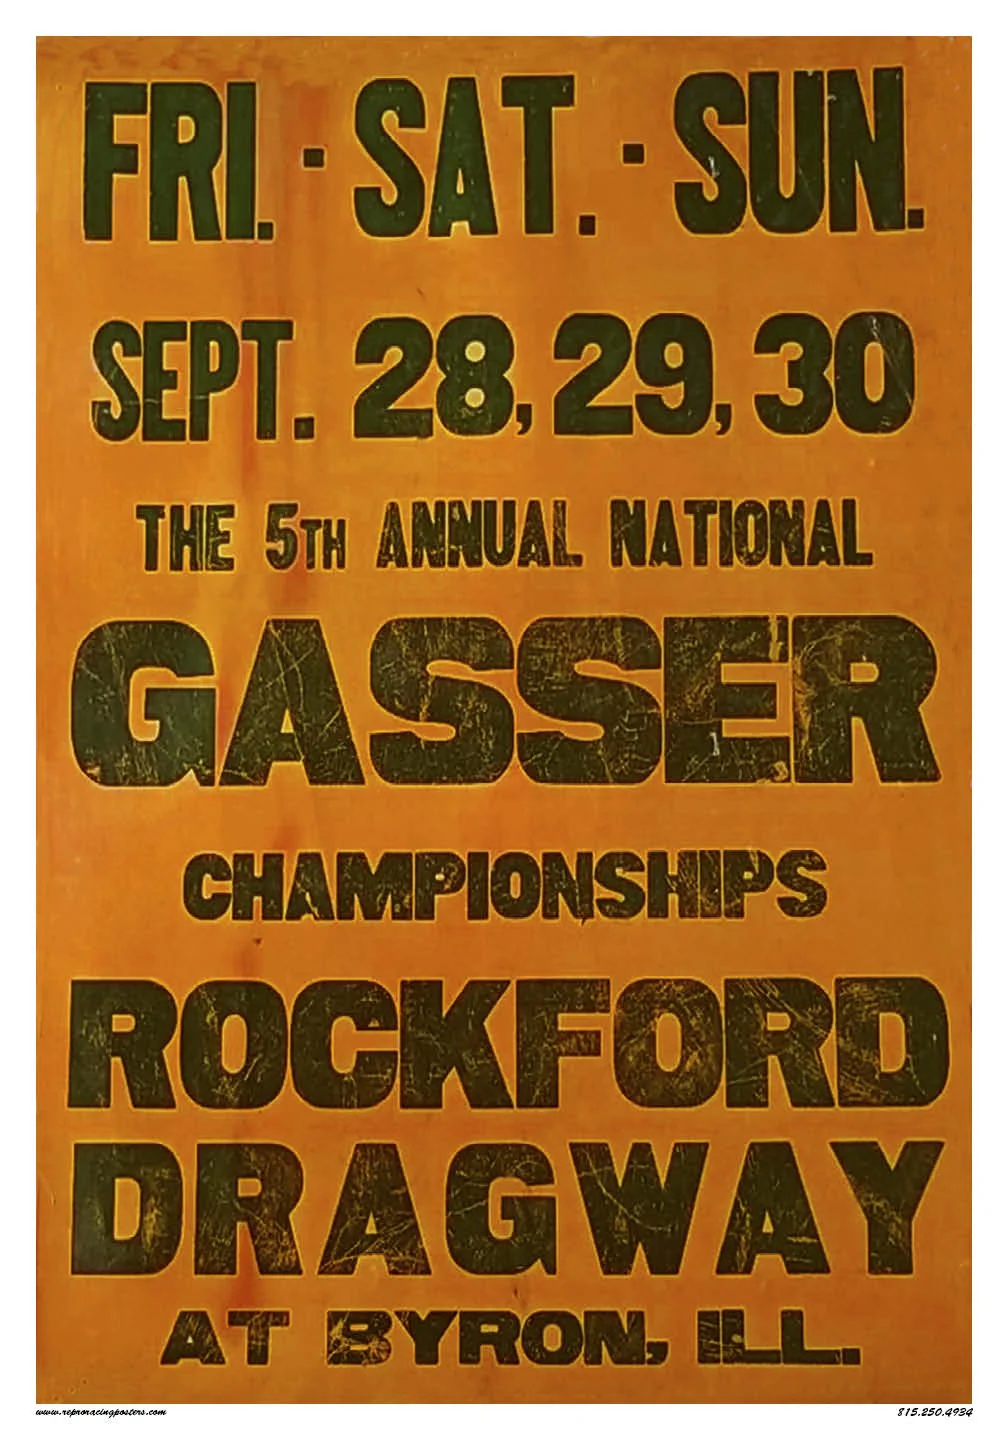 FRI. · SAT. · SUN.
SEPT. 28, 29, 30
THE 5TH ANNUAL NATIONAL
GASSER
CHAMPIONSHIPS
ROCKFORD
DRAGWAY
AT BYRON, ILL.
www.reproracingposters.com 815.250.4934